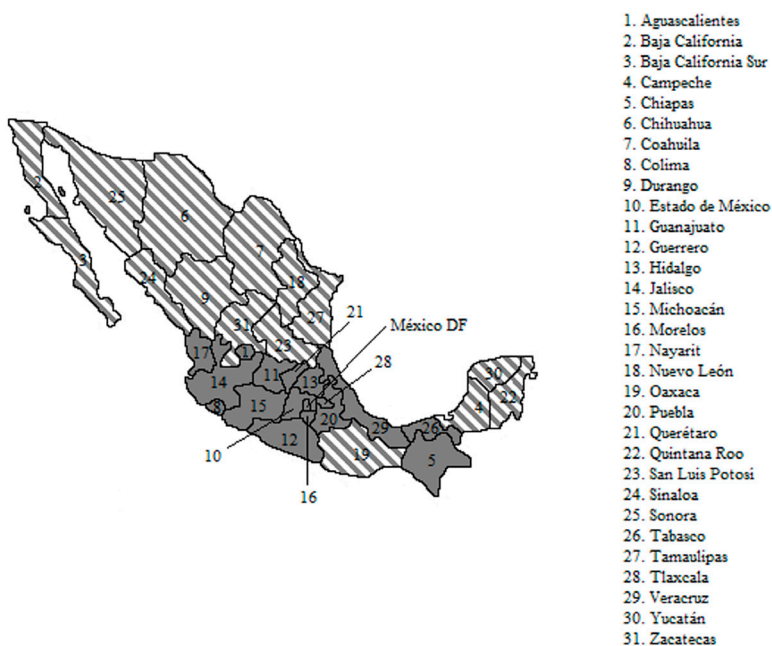 1. Aguascalientes
2. Baja California
3. Baja California Sur
4. Campeche
5. Chiapas
6. Chihuahua
7. Coahuila
8. Colima
9. Durango
10. Estado de México
11. Guanajuato
12. Guerrero
13. Hidalgo
14. Jalisco
15. Michoacán
16. Morelos
17. Nayarit
18. Nuevo León
19. Oaxaca
20. Puebla
21. Querétaro
22. Quintana Roo
23. San Luis Potosi
24. Sinaloa
25. Sonora
26. Tabasco
27. Tamaulipas
28. Tlaxcala
29. Veracruz
30. Yucatán
31. Zacatecas
2
25
6
3
7
24
18
9
27
31
21
México DF
23
17
1
28
11
13
14
30
22
4
8
15
20
29
26
12
19
5
10
16